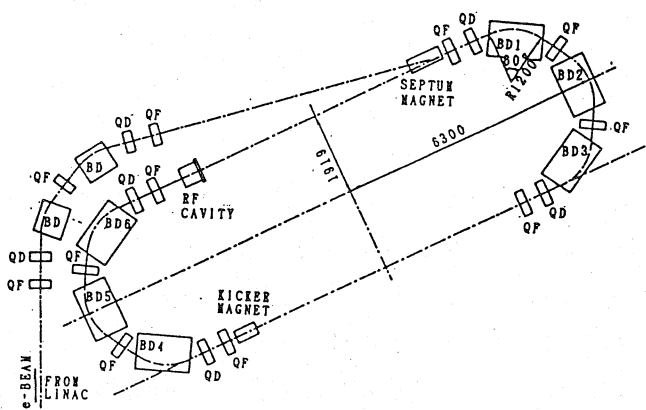 QF
QD
QF
BD1
60°
R1200
BD2
SEPTUM
MAGNET
6300
QF
QD
QF
BD3
1919
BD
QF
QD
QF
QD
QF
BD
RF
CAVITY
BD6
QD
QF
QF
BD5
KICKER
MAGNET
BD4
QF
QF
QD
e-BEAM
FROM
LINAC